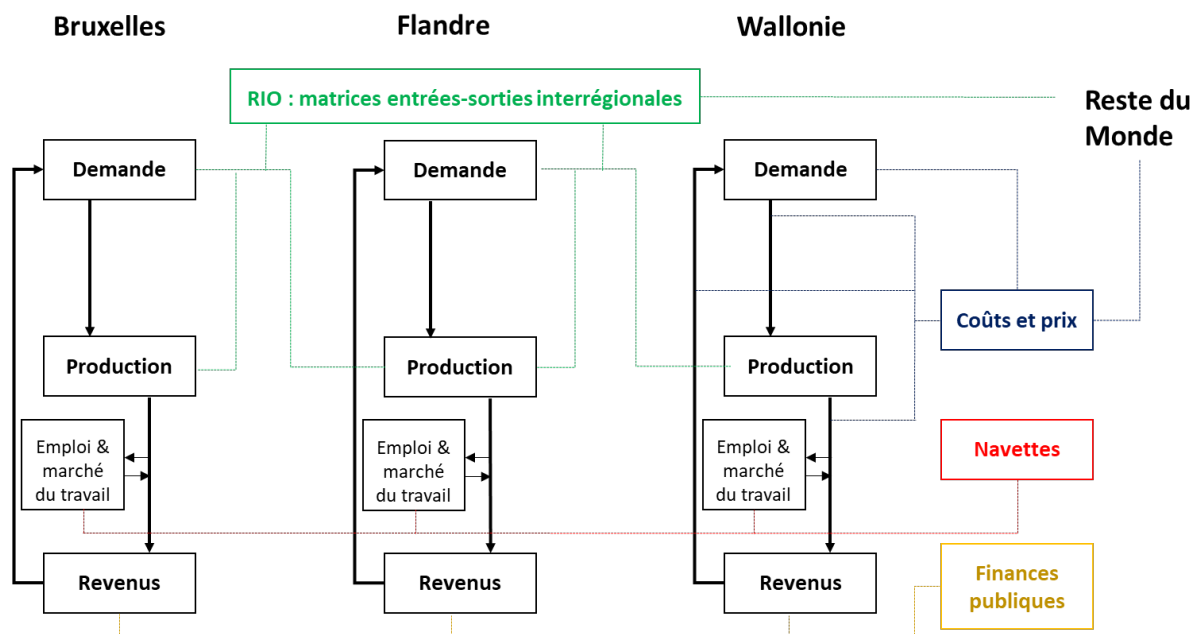 Bruxelles
Flandre
Wallonie
RIO : matrices entrées-sorties interrégionales
Reste du
Monde
Demande
Demande
Demande
Coûts et prix
Production
Production
Production
Emploi &
marché
du travail
Emploi &
marché
du travail
Emploi &
marché
du travail
Navettes
Revenus
Revenus
Revenus
Finances
publiques